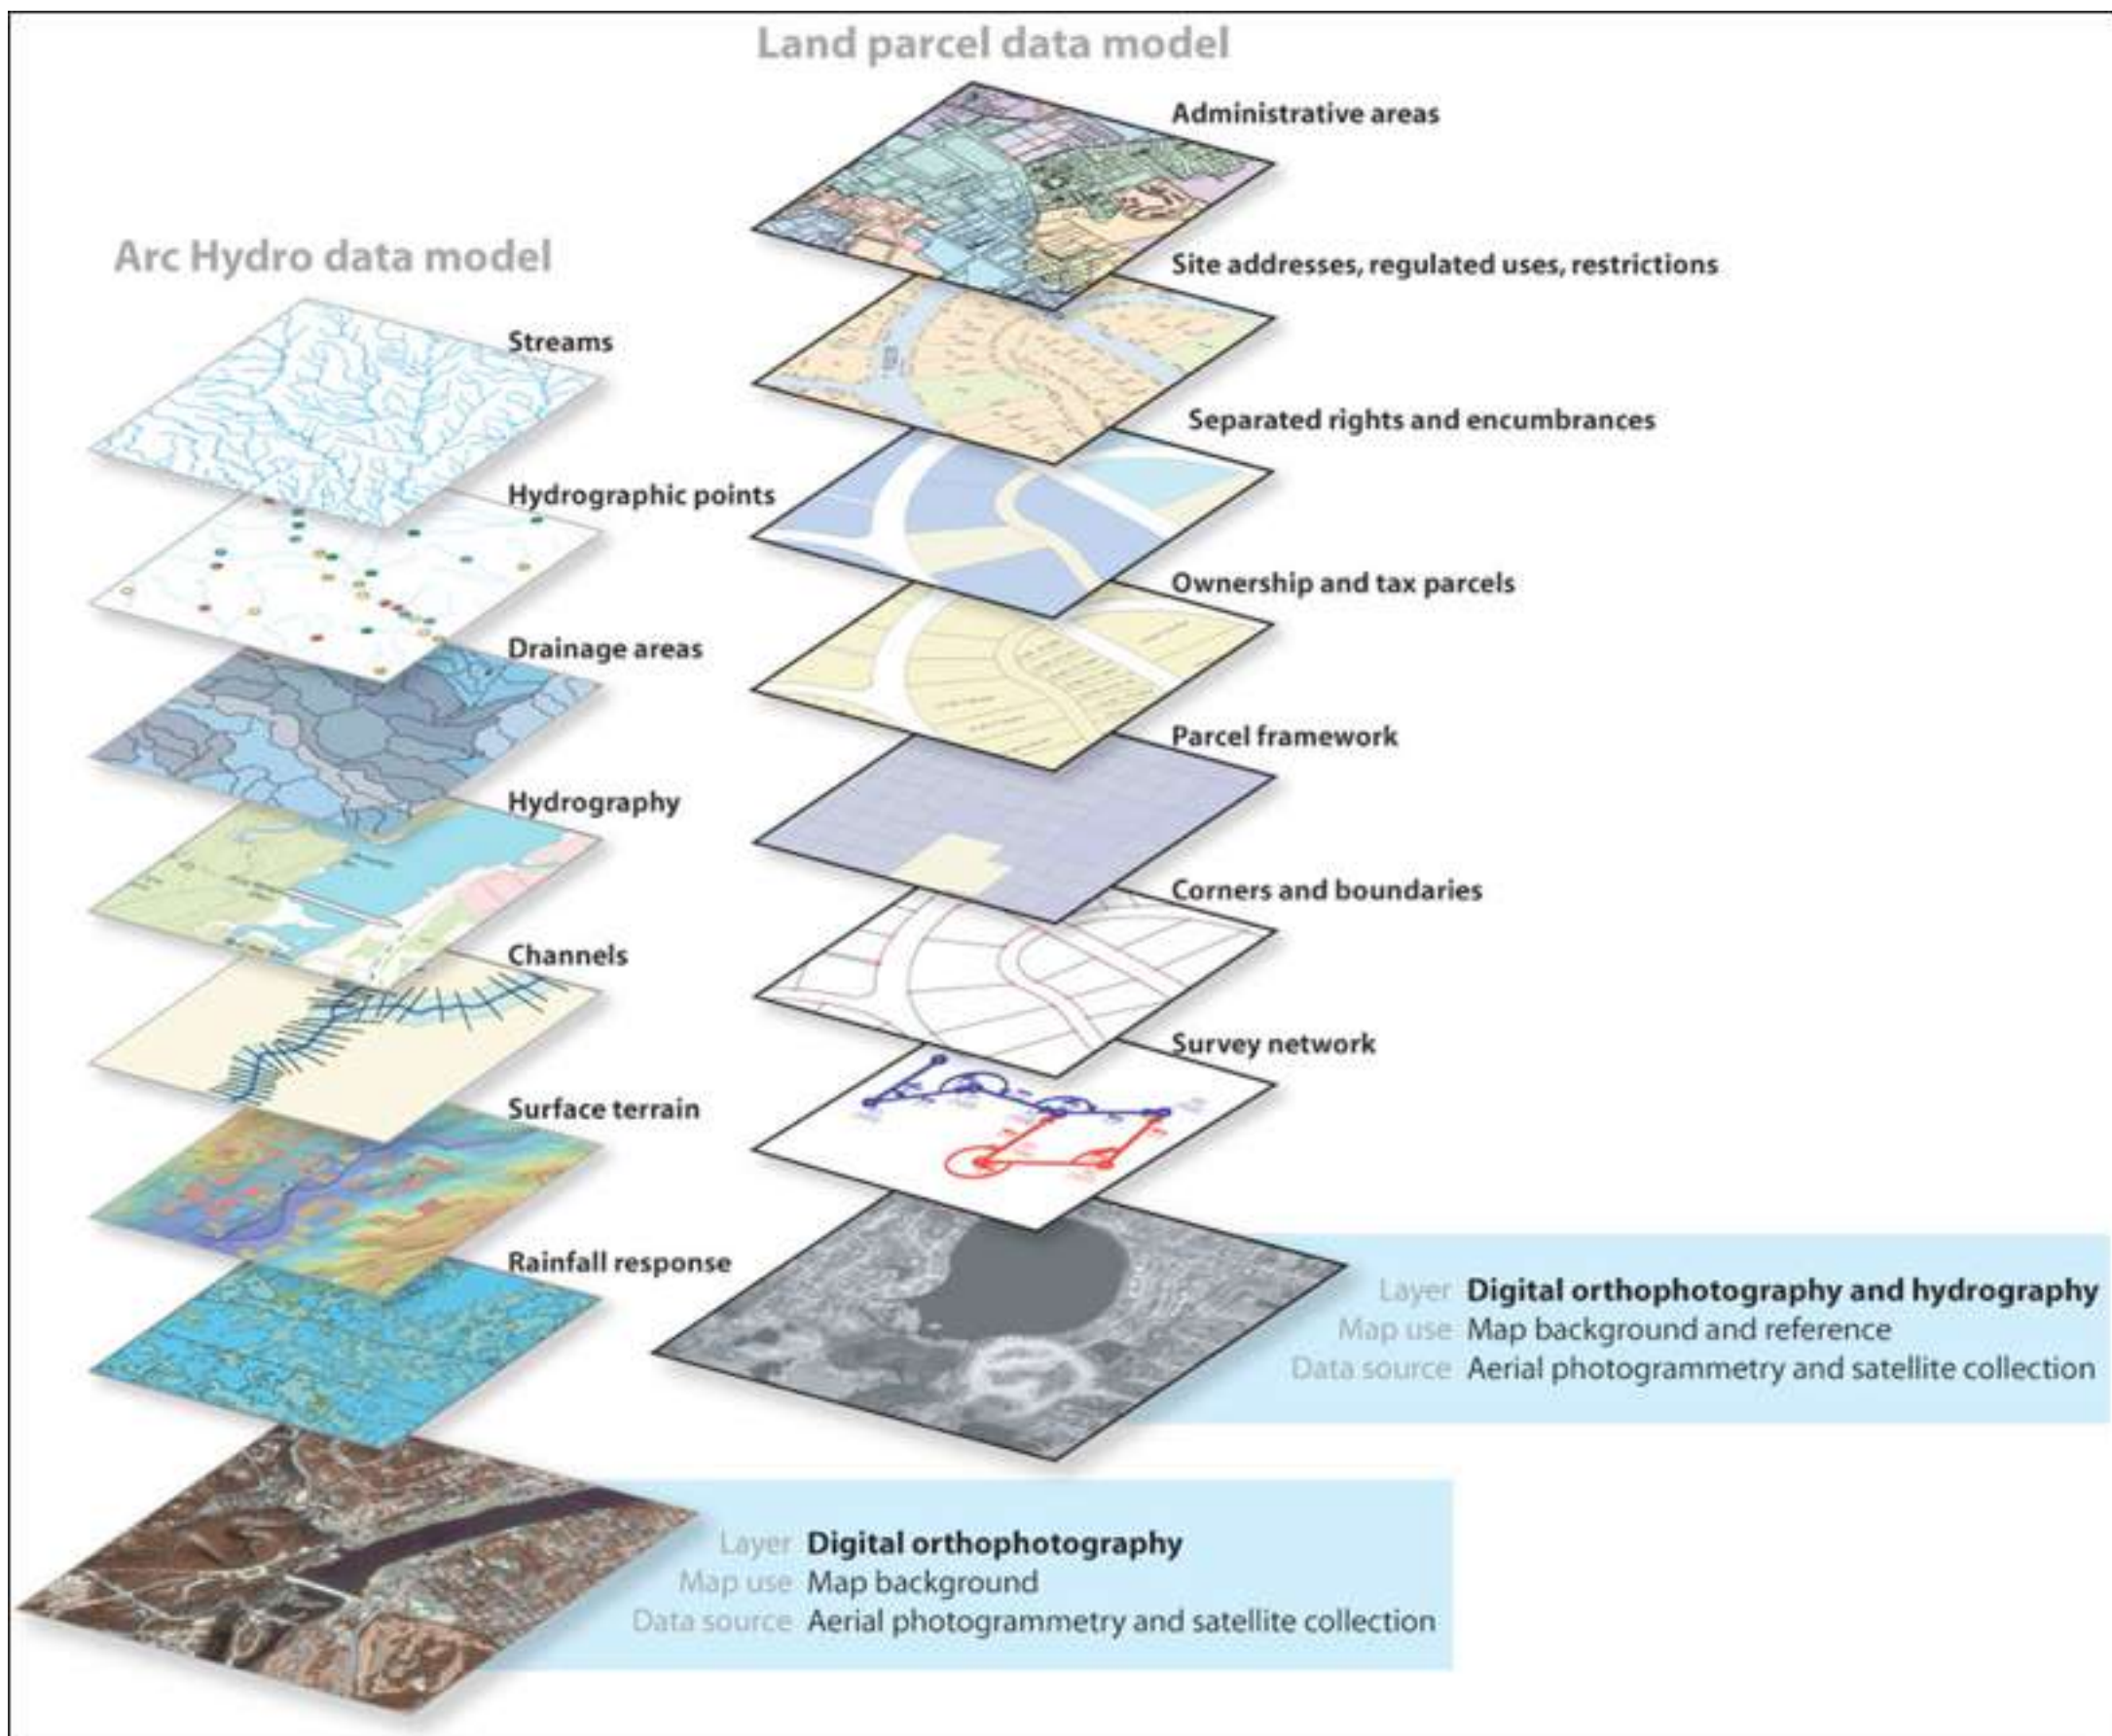 Land parcel data model
Administrative areas
Site addresses, regulated uses, restrictions
Separated rights and encumbrances
Ownership and tax parcels
Parcel framework
Corners and boundaries
Survey network
Layer Digital orthophotography and hydrography
Map use Map background and reference
Data source Aerial photogrammetry and satellite collection
Arc Hydro data model
Streams
Hydrographic points
Drainage areas
Hydrography
Channels
Surface terrain
Rainfall response
Layer Digital orthophotography
Map use Map background
Data source Aerial photogrammetry and satellite collection